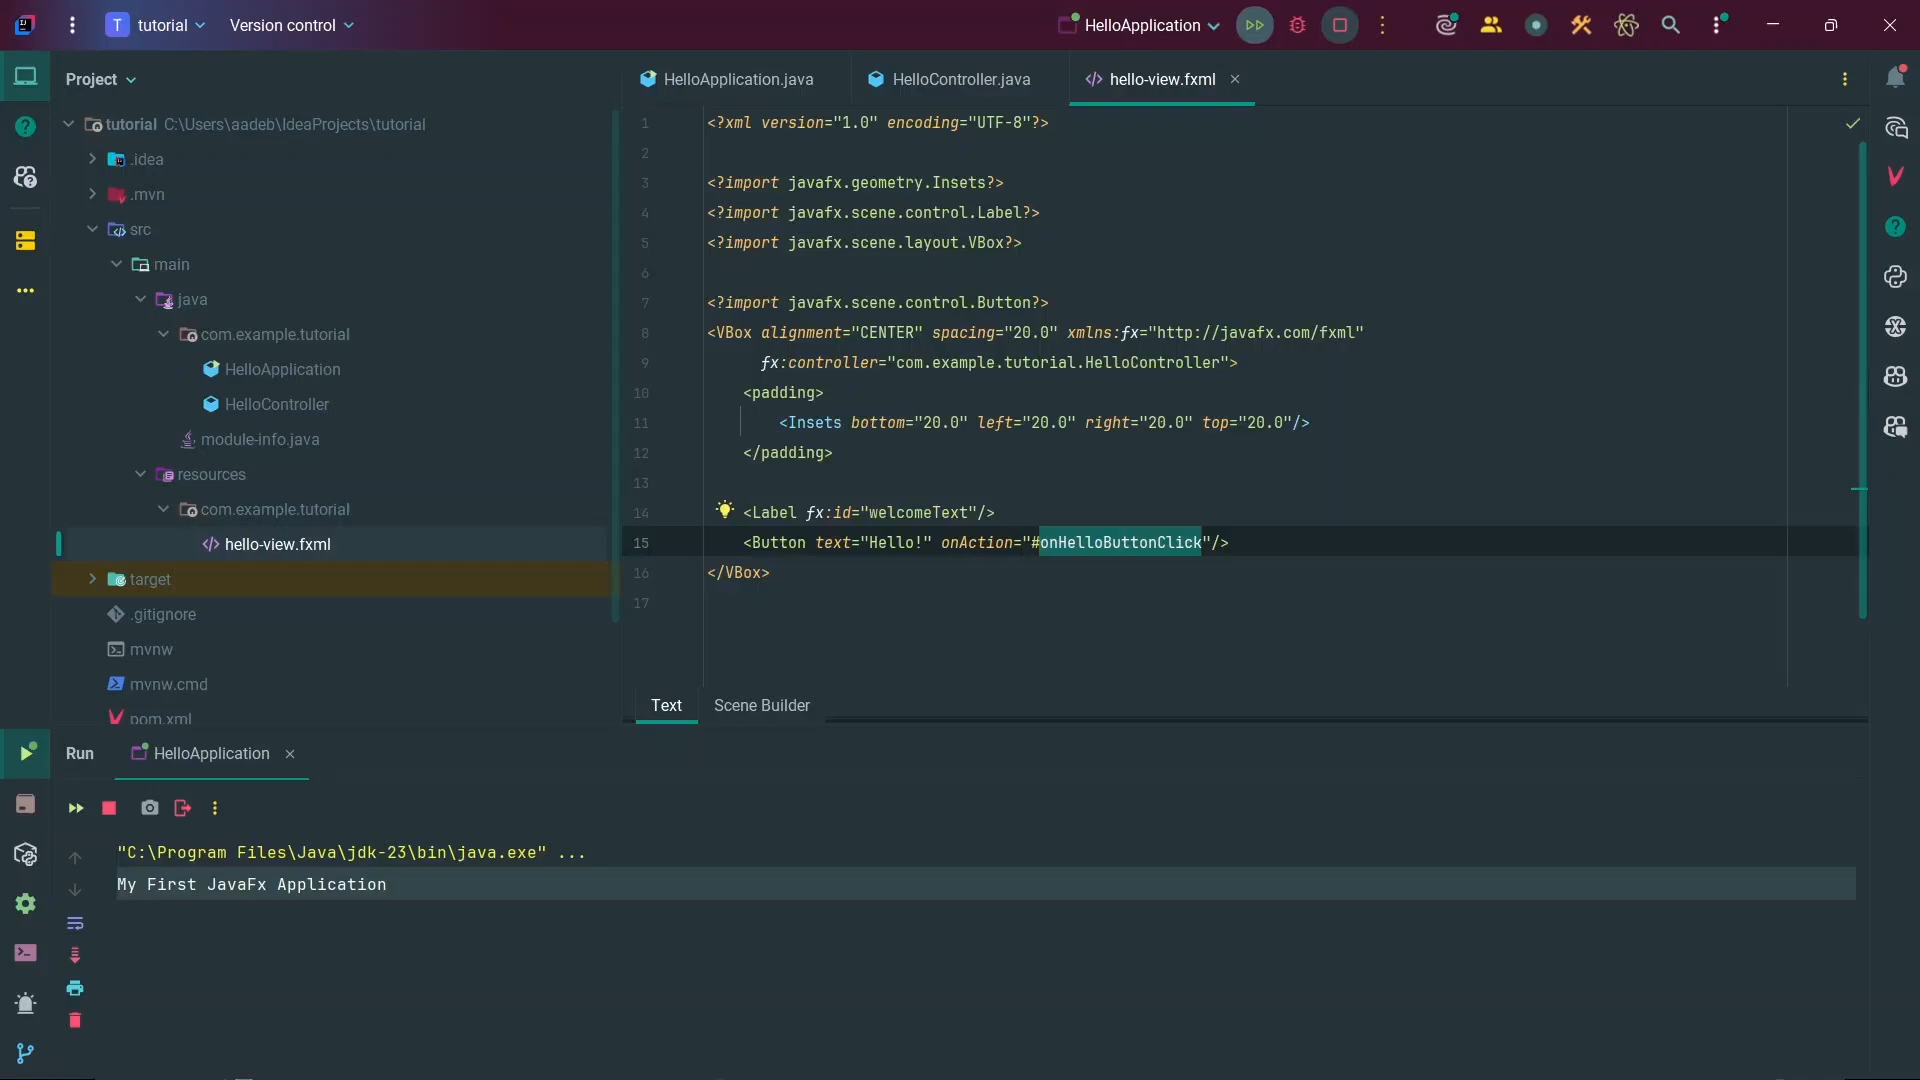 T tutorial Version control HelloApplication
Project
HelloApplication.java HelloController.java hello-view.fxml
tutorial C:\Users\aadeb\IdeaProjects\tutorial
.idea
.mvn
src
main
java
com.example.tutorial
HelloApplication
HelloController
module-info.java
resources
com.example.tutorial
hello-view.fxml
target
.gitignore
mvnw
mvnw.cmd
pom.xml
1 <?xml version="1.0" encoding="UTF-8"?>
2
3 <?import javafx.geometry.Insets?>
4 <?import javafx.scene.control.Label?>
5 <?import javafx.scene.layout.VBox?>
6
7 <?import javafx.scene.control.Button?>
8 <VBox alignment="CENTER" spacing="20.0" xmlns:fx="http://javafx.com/fxml"
9 fx:controller="com.example.tutorial.HelloController">
10 <padding>
11 <Insets bottom="20.0" left="20.0" right="20.0" top="20.0"/>
12 </padding>
13
14 <Label fx:id="welcomeText"/>
15 <Button text="Hello!" onAction="#onHelloButtonClick"/>
16 </VBox>
17
Text Scene Builder
Run HelloApplication
"C:\Program Files\Java\jdk-23\bin\java.exe" ...
My First JavaFx Application